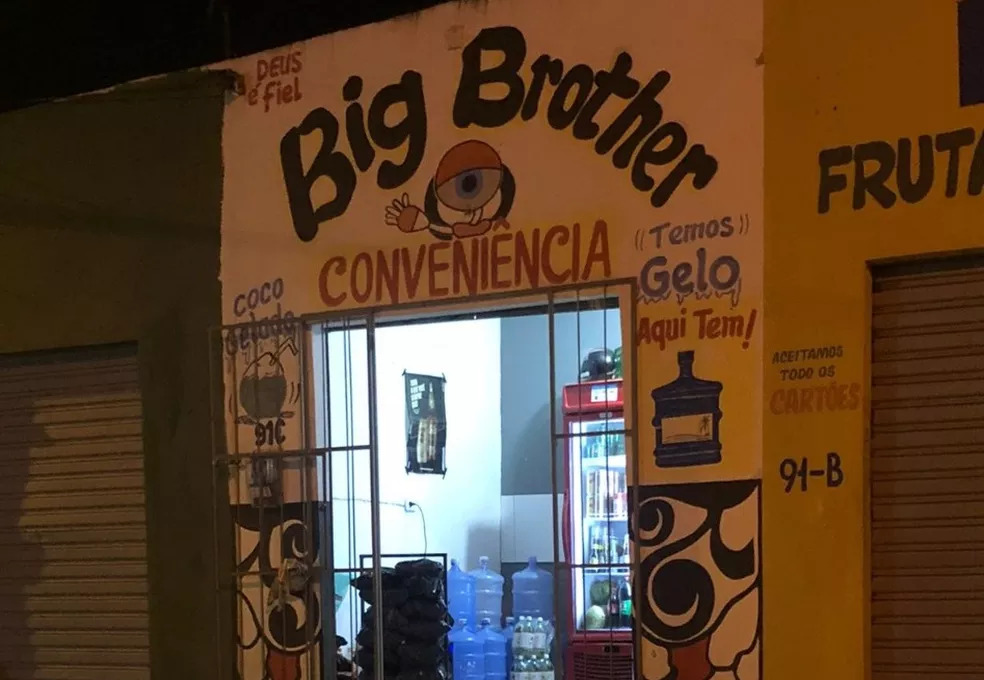 DEUS
é Fiel
Big Brother
CONVENIÊNCIA
"Temos"
Gelo
Aqui Tem!
COCO
Gelado
91C
FRUTA
ACEITAMOS
TODO OS
CARTÕES
91-B